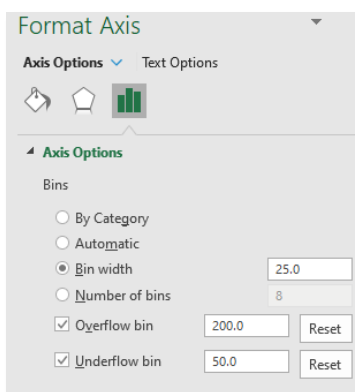 Format Axis
Axis Options Text Options
Axis Options
Bins
By Category
Automatic
Bin width 25.0
Number of bins 8
Overflow bin 200.0 Reset
Underflow bin 50.0 Reset